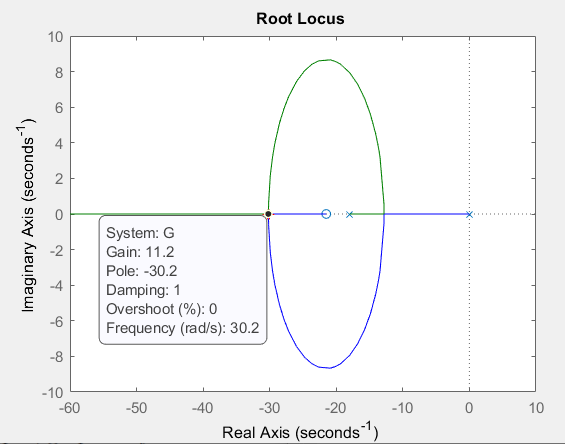 Root Locus
10
8
6
4
2
0
-2
-4
-6
-8
-10
Imaginary Axis (seconds⁻¹)
System: G
Gain: 11.2
Pole: -30.2
Damping: 1
Overshoot (%): 0
Frequency (rad/s): 30.2
-60 -50 -40 -30 -20 -10 0 10
Real Axis (seconds⁻¹)